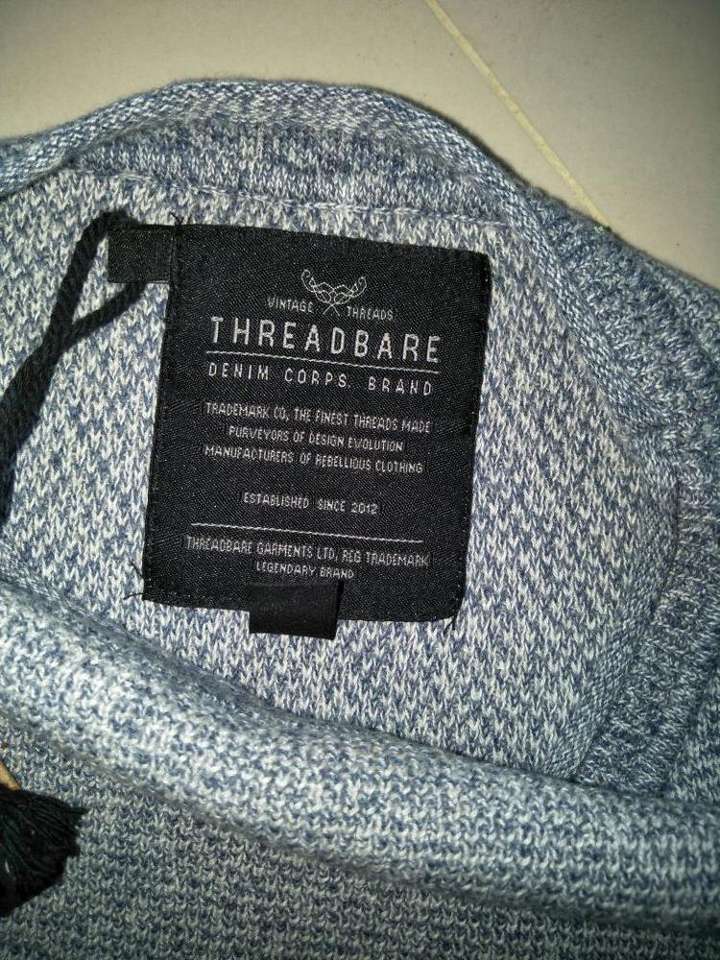 VINTAGE THREADS
THREADBARE
DENIM CORPS. BRAND
TRADEMARK CO, THE FINEST THREADS MADE
PURVEYORS OF DESIGN EVOLUTION
MANUFACTURERS OF REBELLIOUS CLOTHING
ESTABLISHED SINCE 2012
THREADBARE GARMENTS LTD, REG TRADEMARK
LEGENDARY BRAND